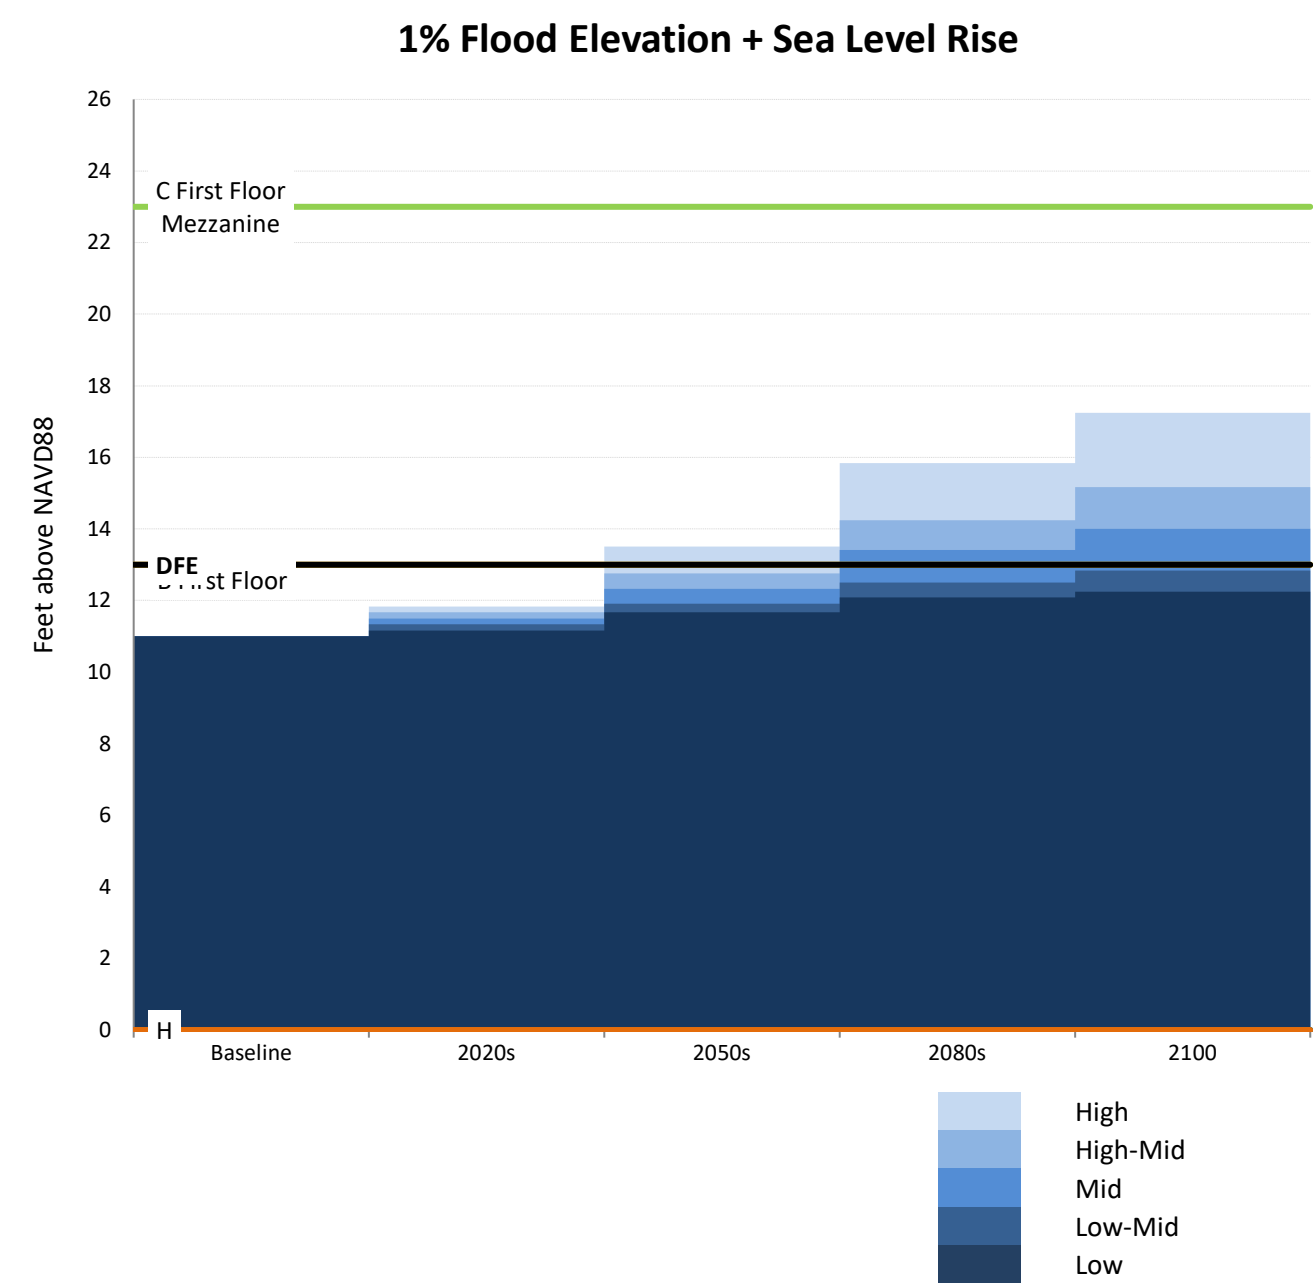 1% Flood Elevation + Sea Level Rise
Feet above NAVD88
26
24
22
20
18
16
14
12
10
8
6
4
2
0
C First Floor
Mezzanine
DFE
Floor
H
Baseline
2020s
2050s
2080s
2100
High
High-Mid
Mid
Low-Mid
Low